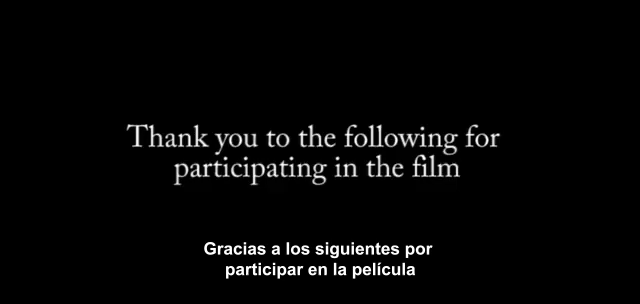 Thank you to the following for
participating in the film
Gracias a los siguientes por
participar en la película